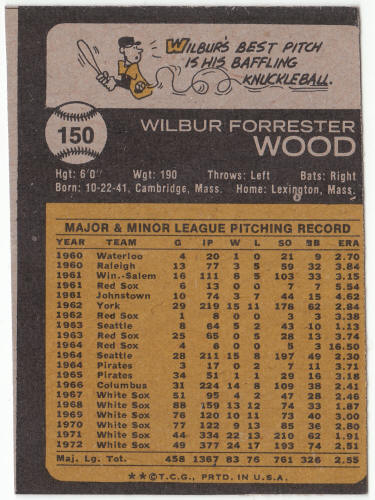 WILBUR'S BEST PITCH
IS HIS BAFFLING
KNUCKLEBALL.
150
WILBUR FORRESTER
WOOD
Hgt: 6'0" Wgt: 190 Throws: Left Bats: Right
Born: 10-22-41, Cambridge, Mass. Home: Lexington, Mass.
MAJOR & MINOR LEAGUE PITCHING RECORD
YEAR TEAM G IP W L SO BB ERA
1960 Waterloo 4 20 1 0 21 9 2.70
1960 Raleigh 13 77 3 5 59 32 3.84
1961 Win.-Salem 16 111 8 5 103 33 3.15
1961 Red Sox 6 13 0 0 7 7 5.54
1961 Johnstown 10 74 3 7 44 15 4.62
1962 York 29 219 15 11 178 62 2.84
1962 Red Sox 1 8 0 0 3 3 3.38
1963 Seattle 8 64 5 2 43 10 1.13
1963 Red Sox 25 65 0 5 28 13 3.74
1964 Red Sox 4 6 0 0 5 3 16.50
1964 Seattle 28 211 15 8 197 49 2.30
1964 Pirates 3 17 0 2 7 11 3.71
1965 Pirates 34 51 1 1 29 16 3.18
1966 Columbus 31 224 14 8 109 38 2.41
1967 White Sox 51 95 4 2 47 28 2.46
1968 White Sox 88 159 13 12 74 33 1.87
1969 White Sox 76 120 10 11 73 40 3.00
1970 White Sox 77 122 9 13 85 36 2.80
1971 White Sox 44 334 22 13 210 62 1.91
1972 White Sox 49 377 24 17 193 74 2.51
Maj. Lg. Tot. 458 1367 83 76 761 326 2.55
★★©T.C.G., PRTD. IN U.S.A.